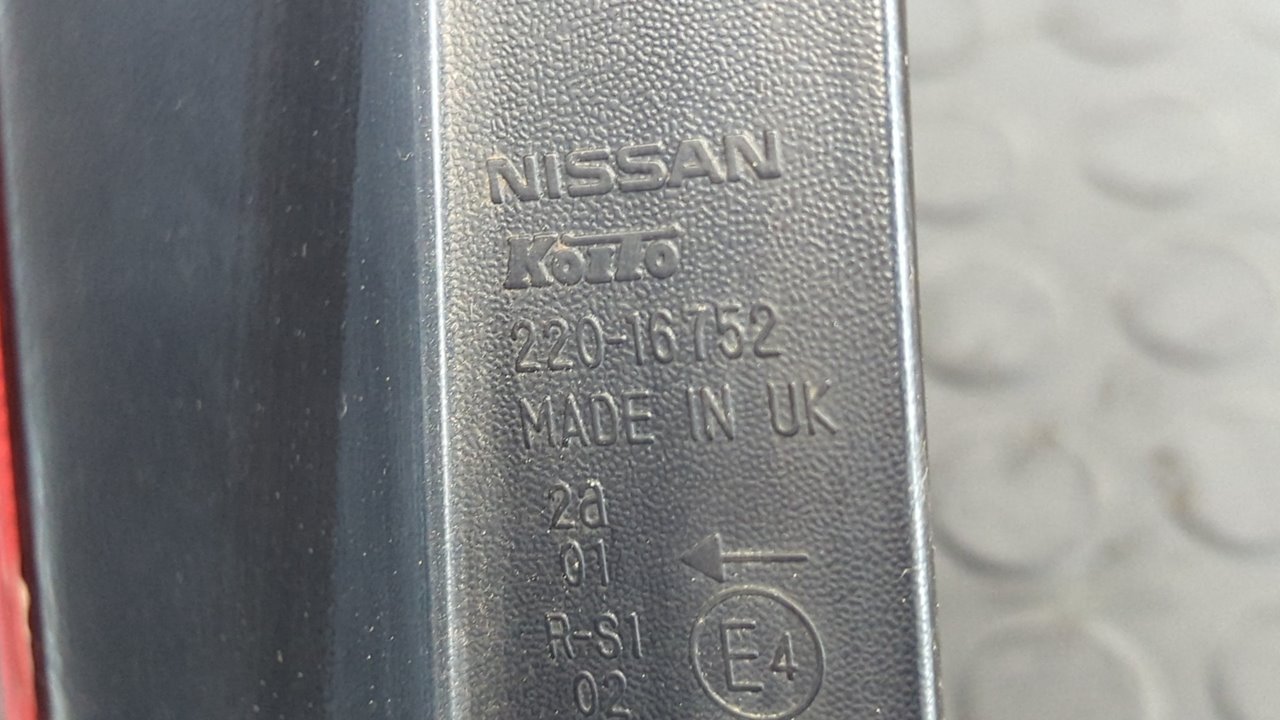 NISSAN
KoiTo
220-16752
MADE IN UK
2a
01
R-S1
02
E4